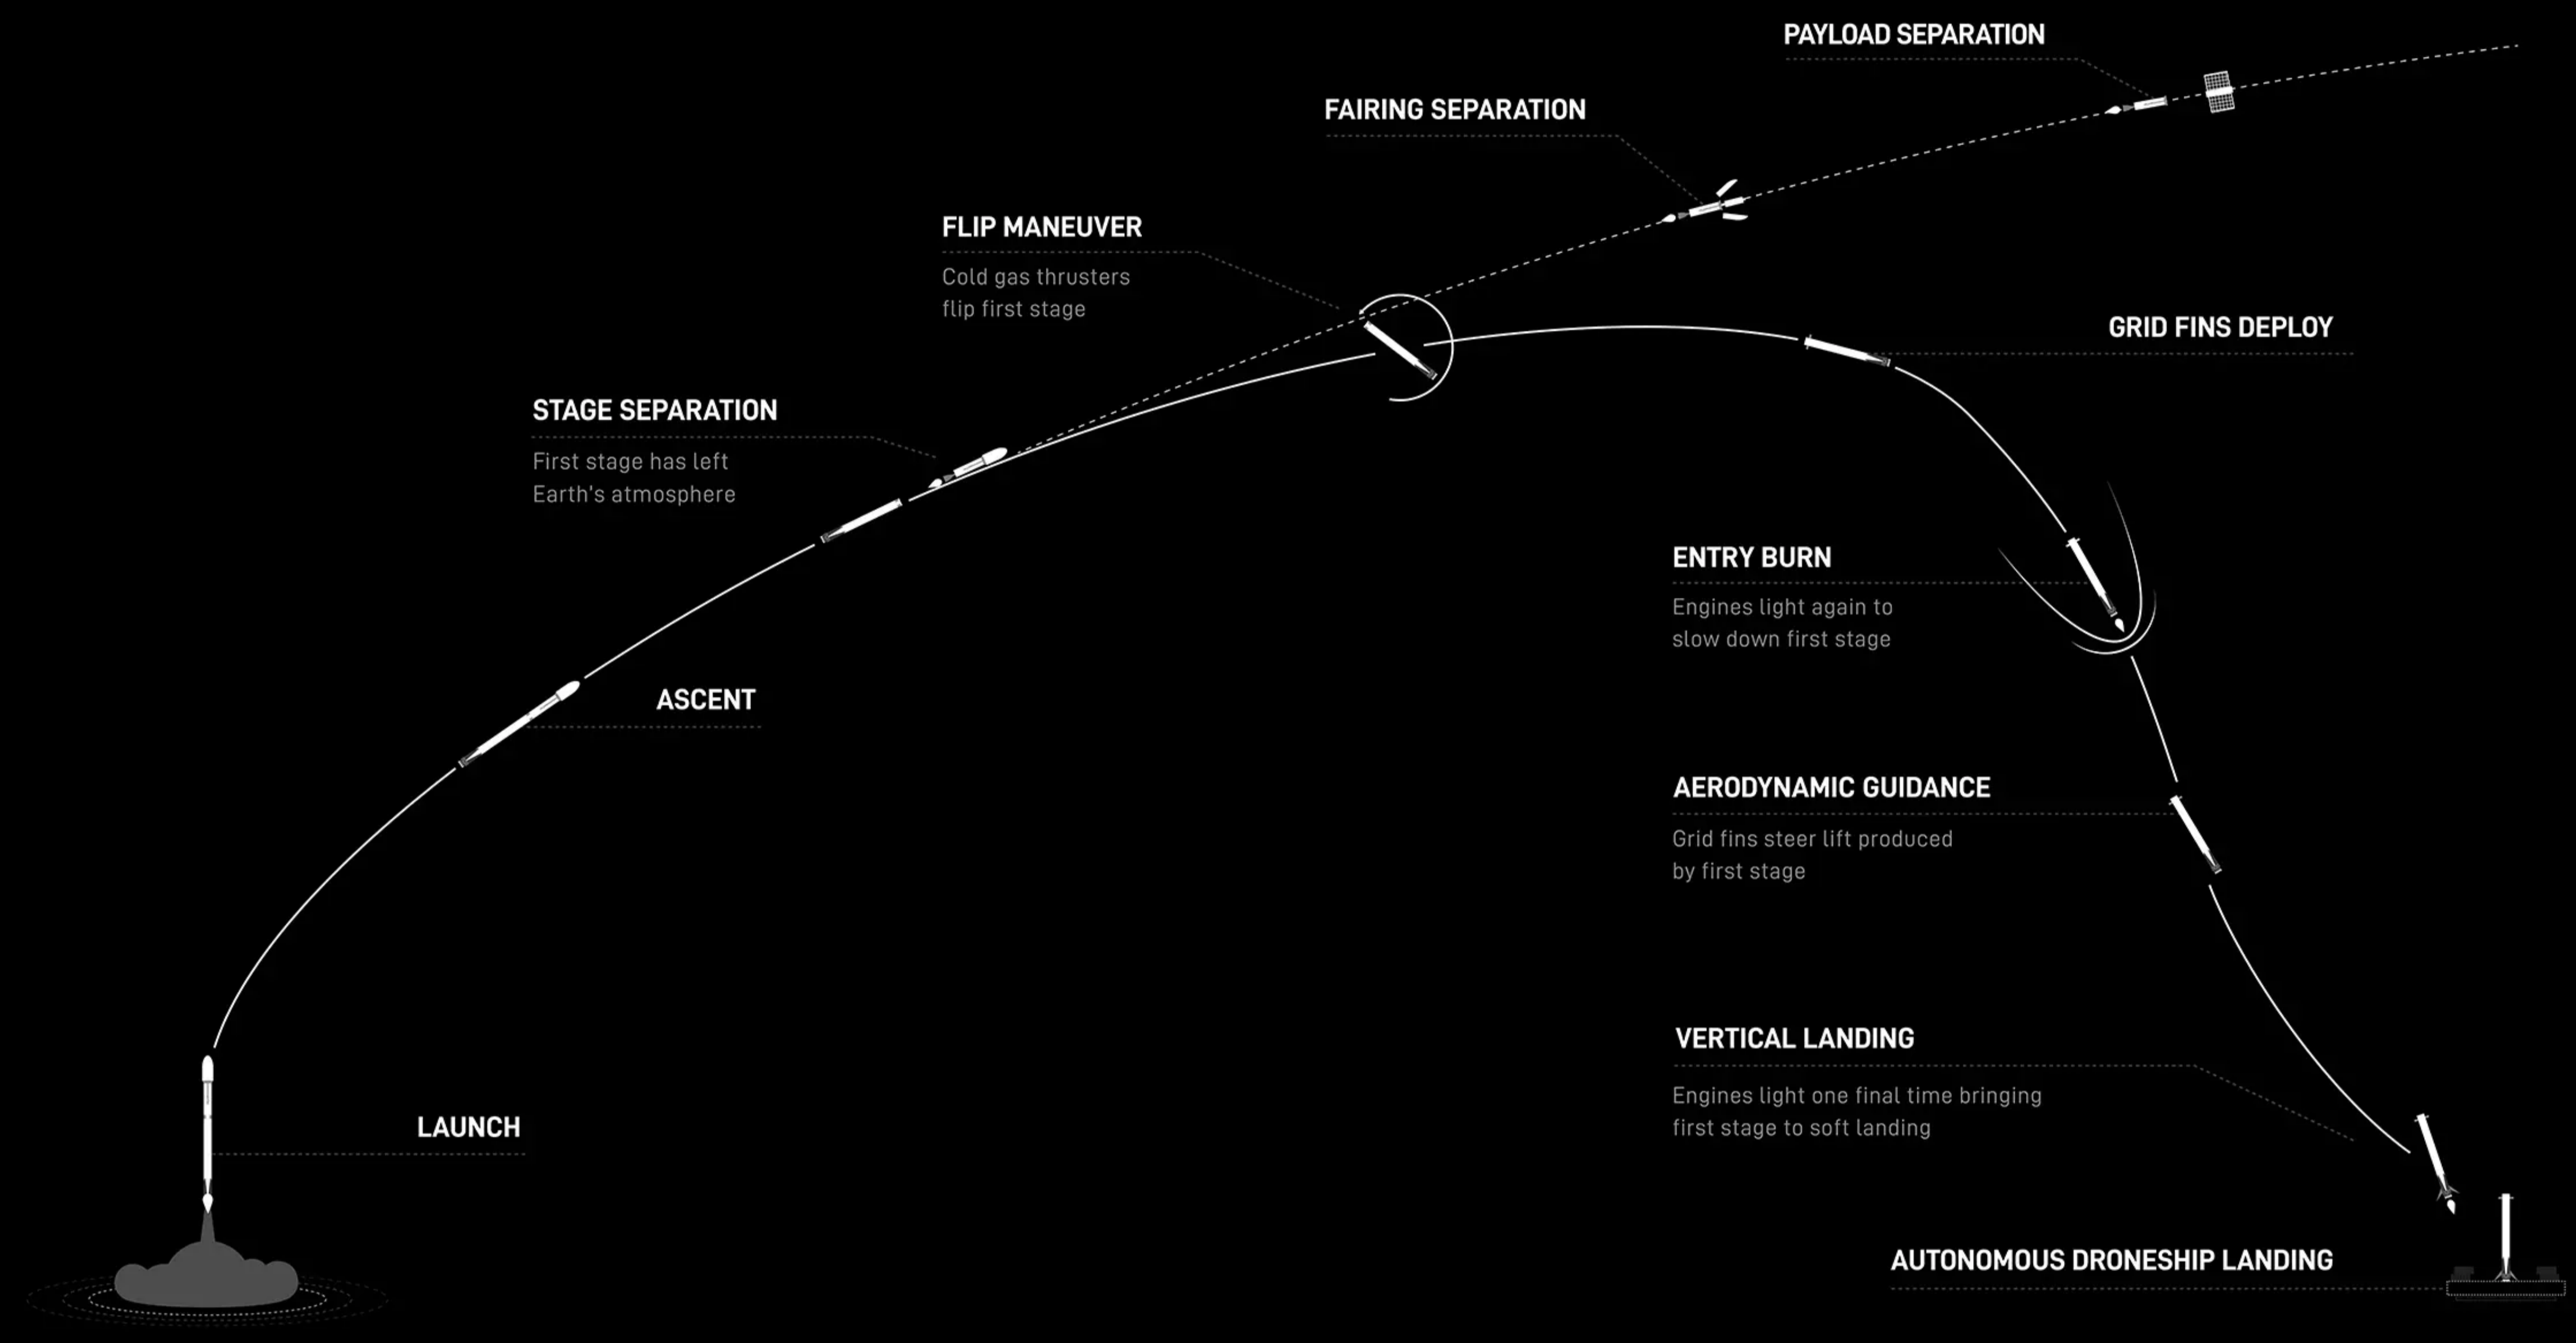 PAYLOAD SEPARATION
FAIRING SEPARATION
FLIP MANEUVER
Cold gas thrusters
flip first stage
GRID FINS DEPLOY
STAGE SEPARATION
First stage has left
Earth's atmosphere
ENTRY BURN
Engines light again to
slow down first stage
ASCENT
AERODYNAMIC GUIDANCE
Grid fins steer lift produced
by first stage
VERTICAL LANDING
Engines light one final time bringing
first stage to soft landing
LAUNCH
AUTONOMOUS DRONESHIP LANDING